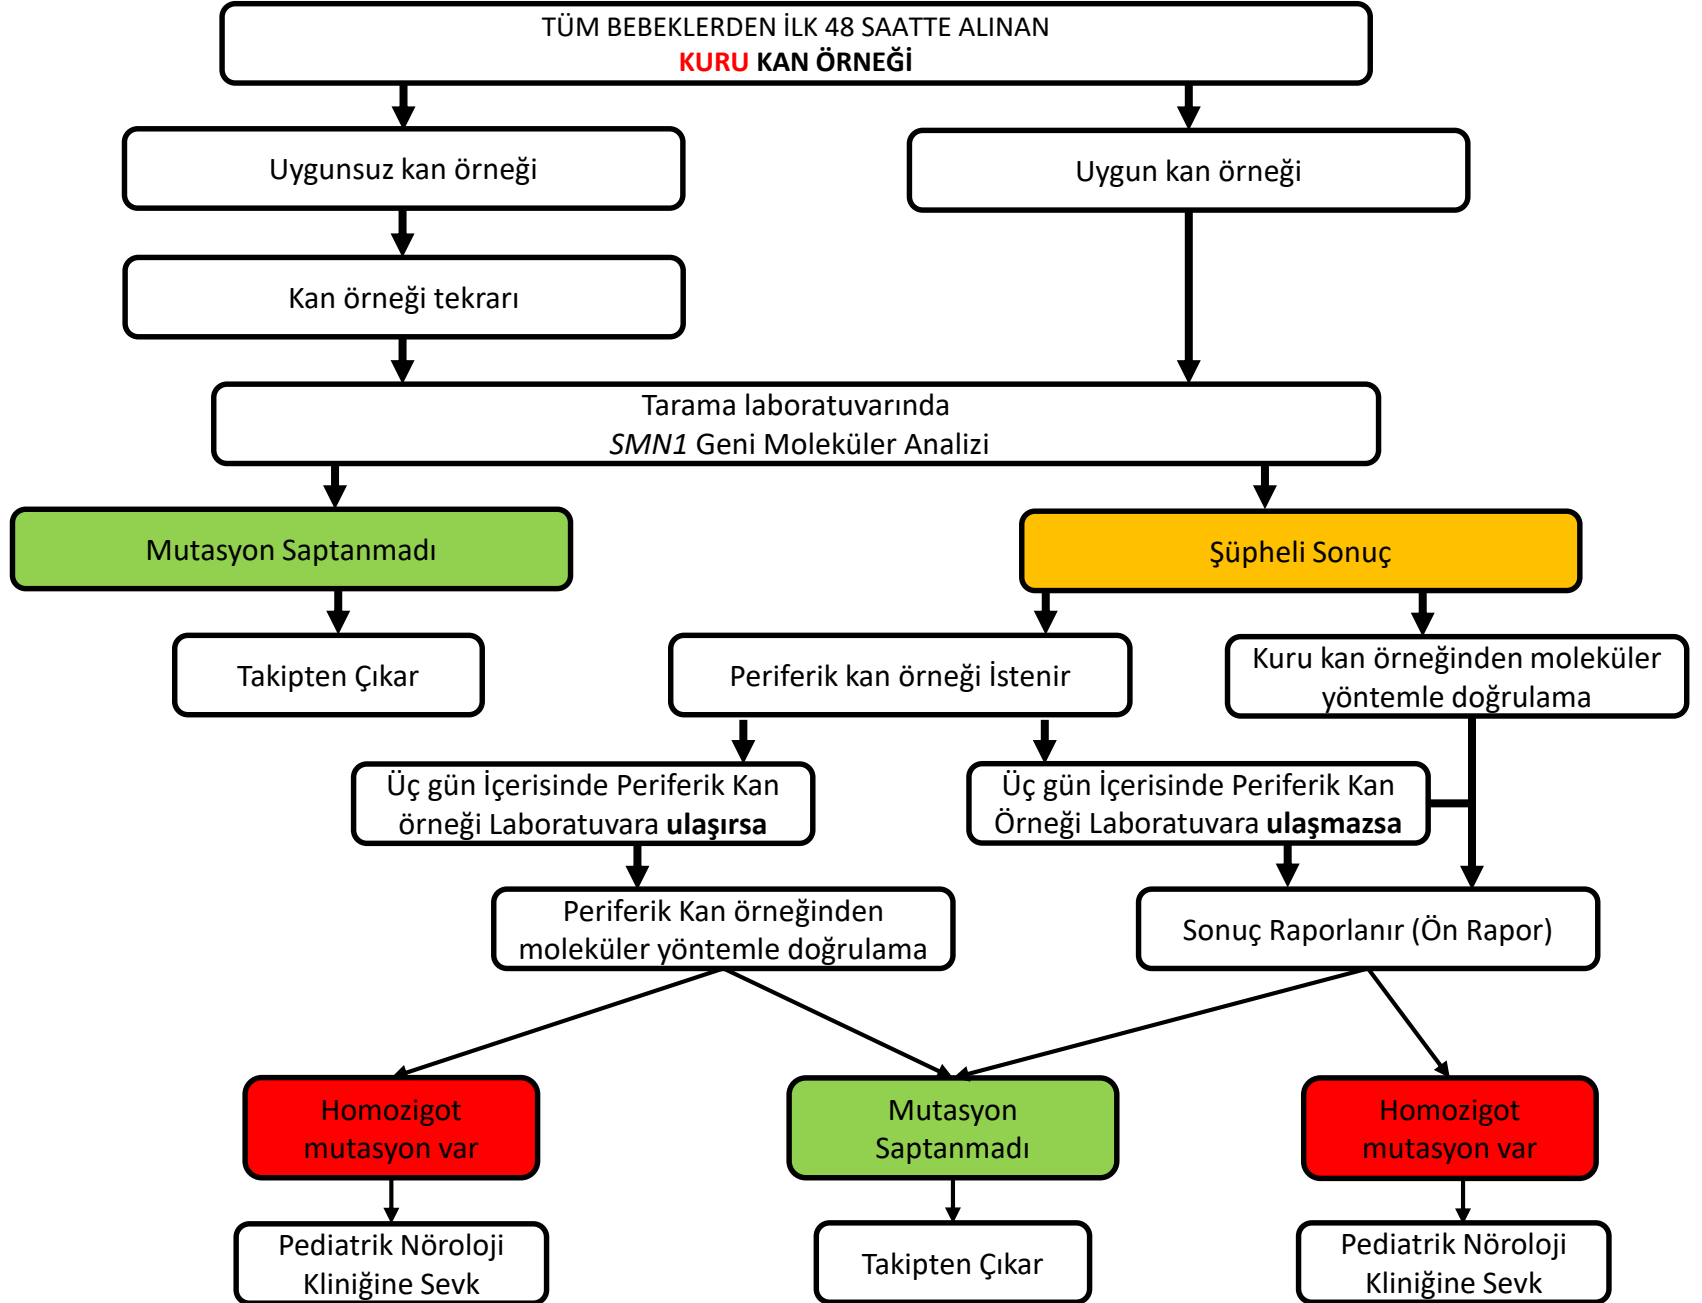 TÜM BEBEKLERDEN İLK 48 SAATTE ALINAN
KURU KAN ÖRNEĞİ
Uygunsuz kan örneği
Uygun kan örneği
Kan örneği tekrarı
Tarama laboratuvarında
SMN1 Geni Moleküler Analizi
Mutasyon Saptanmadı
Şüpheli Sonuç
Takipten Çıkar
Periferik kan örneği İstenir
Kuru kan örneğinden moleküler
yöntemle doğrulama
Üç gün İçerisinde Periferik Kan
örneği Laboratuvara ulaşırsa
Üç gün İçerisinde Periferik Kan
Örneği Laboratuvara ulaşmazsa
Periferik Kan örneğinden
moleküler yöntemle doğrulama
Sonuç Raporlanır (Ön Rapor)
Homozigot
mutasyon var
Mutasyon
Saptanmadı
Homozigot
mutasyon var
Pediatrik Nöroloji
Kliniğine Sevk
Takipten Çıkar
Pediatrik Nöroloji
Kliniğine Sevk